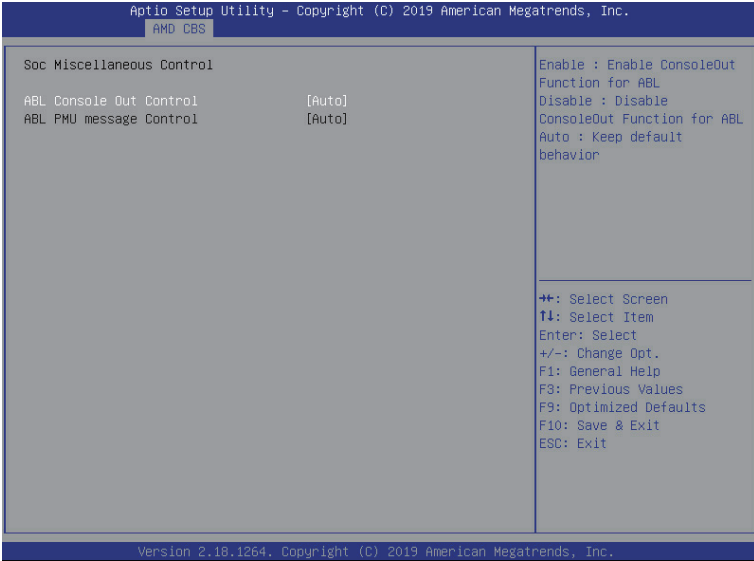 Aptio Setup Utility – Copyright (C) 2019 American Megatrends, Inc.
AMD CBS
Soc Miscellaneous Control
ABL Console Out Control [Auto]
ABL PMU message Control [Auto]
Enable : Enable ConsoleOut
Function for ABL
Disable : Disable
ConsoleOut Function for ABL
Auto : Keep default
behavior
→←: Select Screen
↑↓: Select Item
Enter: Select
+/-: Change Opt.
F1: General Help
F3: Previous Values
F9: Optimized Defaults
F10: Save & Exit
ESC: Exit
Version 2.18.1264. Copyright (C) 2019 American Megatrends, Inc.